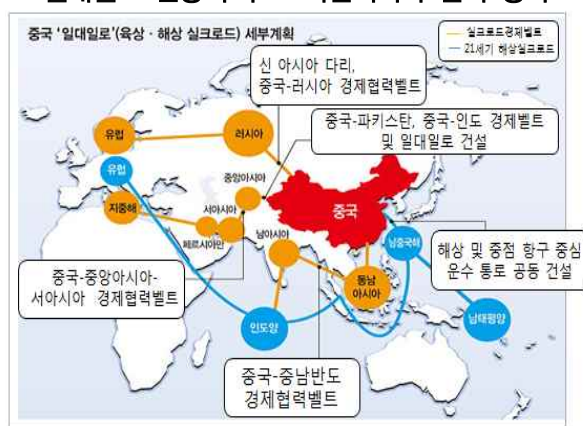 중국 '일대일로'(육상 · 해상 실크로드) 세부계획
실크로드경제벨트
21세기 해상실크로드
신 아시아 다리,
중국-러시아 경제협력벨트
중국-파키스탄, 중국-인도 경제벨트
및 일대일로 건설
유럽
러시아
유럽
중앙아시아
지중해
서아시아
페르시아만
남아시아
중국
남중국해
해상 및 중점 항구 중심
운수 통로 공동 건설
중국-중앙아시아-
서아시아 경제협력벨트
동남
아시아
인도양
남태평양
중국-중남반도
경제협력벨트